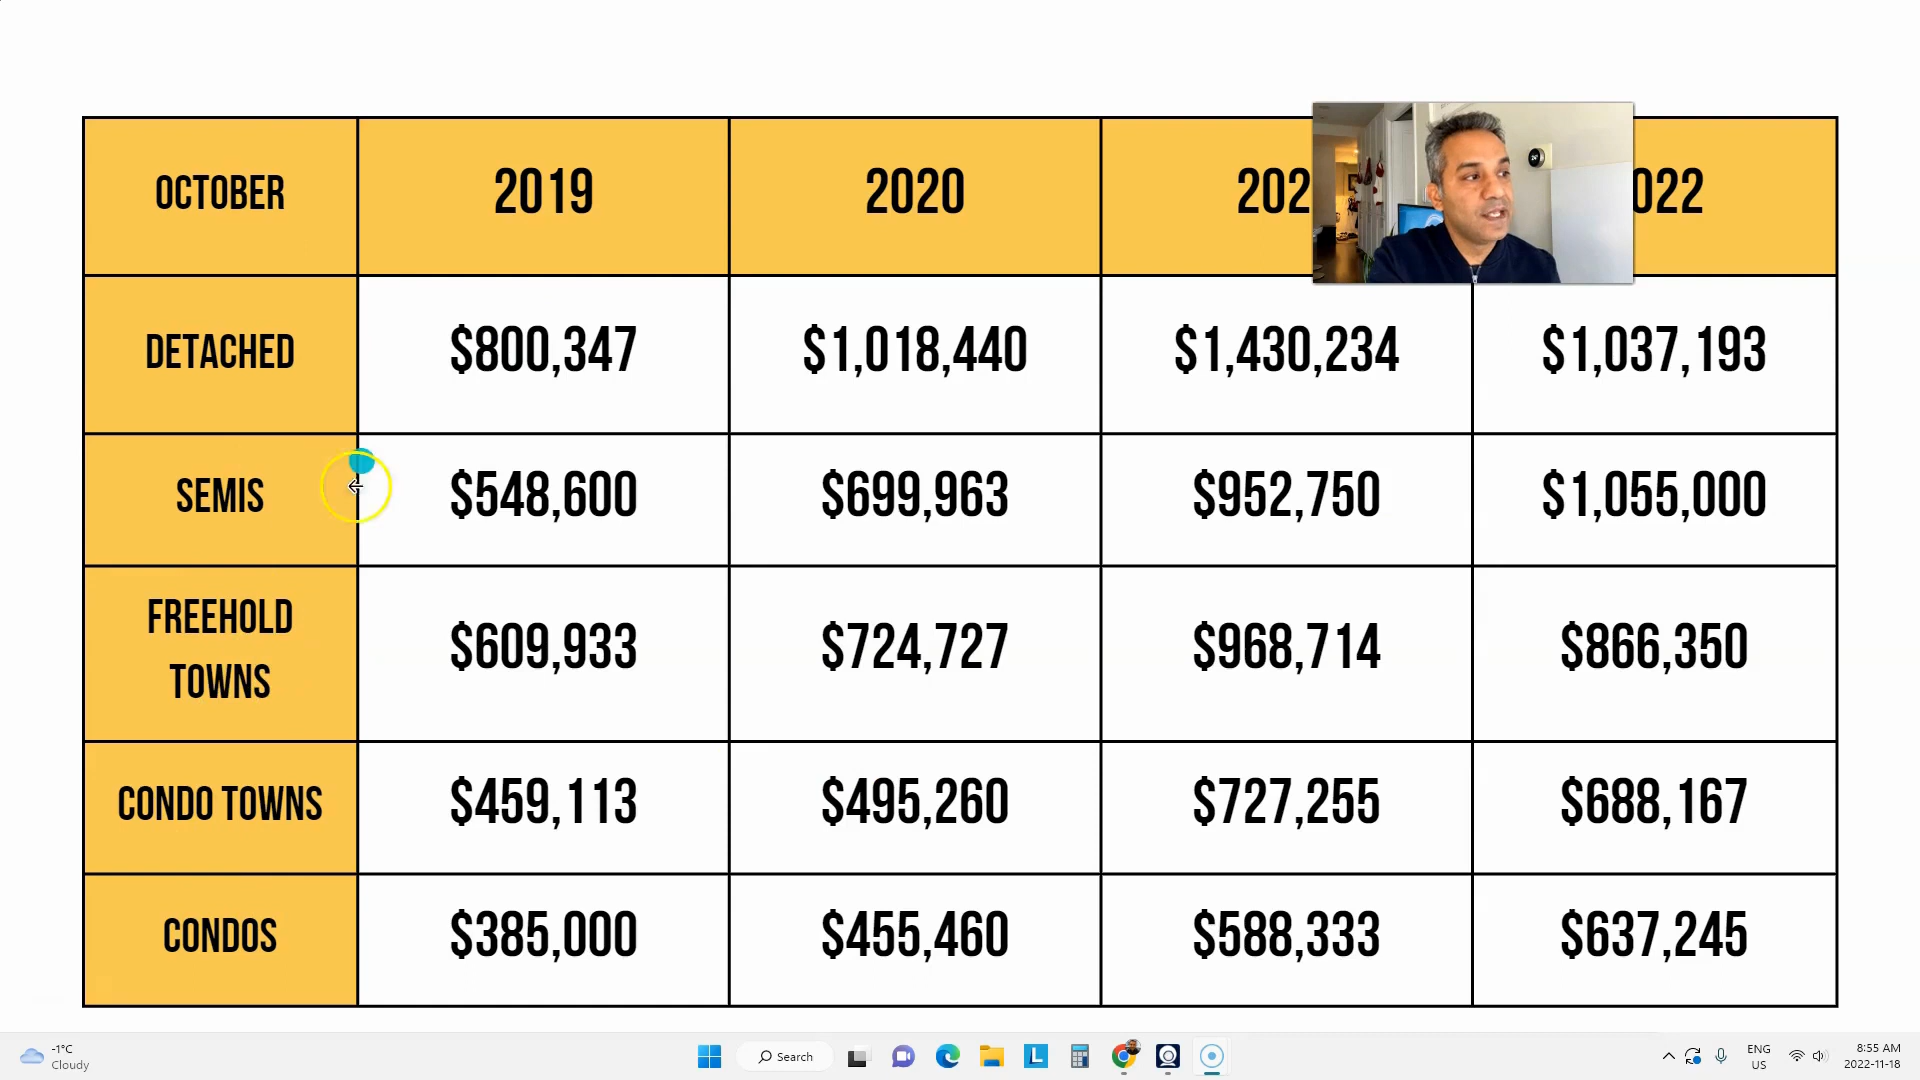 OCTOBER 2019 2020 202 022
DETACHED $800,347 $1,018,440 $1,430,234 $1,037,193
SEMIS $548,600 $699,963 $952,750 $1,055,000
FREEHOLD
TOWNS $609,933 $724,727 $968,714 $866,350
CONDO TOWNS $459,113 $495,260 $727,255 $688,167
CONDOS $385,000 $455,460 $588,333 $637,245
-1°C
Cloudy
Search
L
ENG
US
8:55 AM
2022-11-18